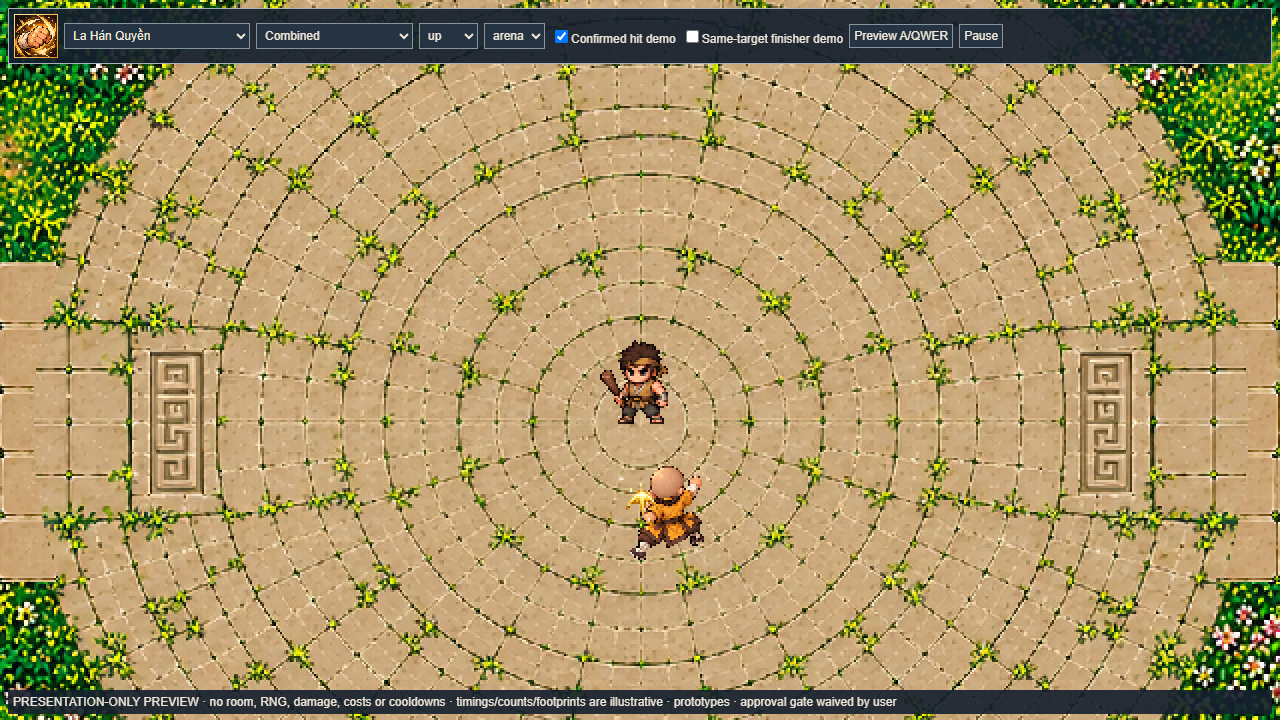 La Hán Quyền Combined up arena Confirmed hit demo Same-target finisher demo Preview A/QWER Pause
PRESENTATION-ONLY PREVIEW · no room, RNG, damage, costs or cooldowns · timings/counts/footprints are illustrative · prototypes · approval gate waived by user